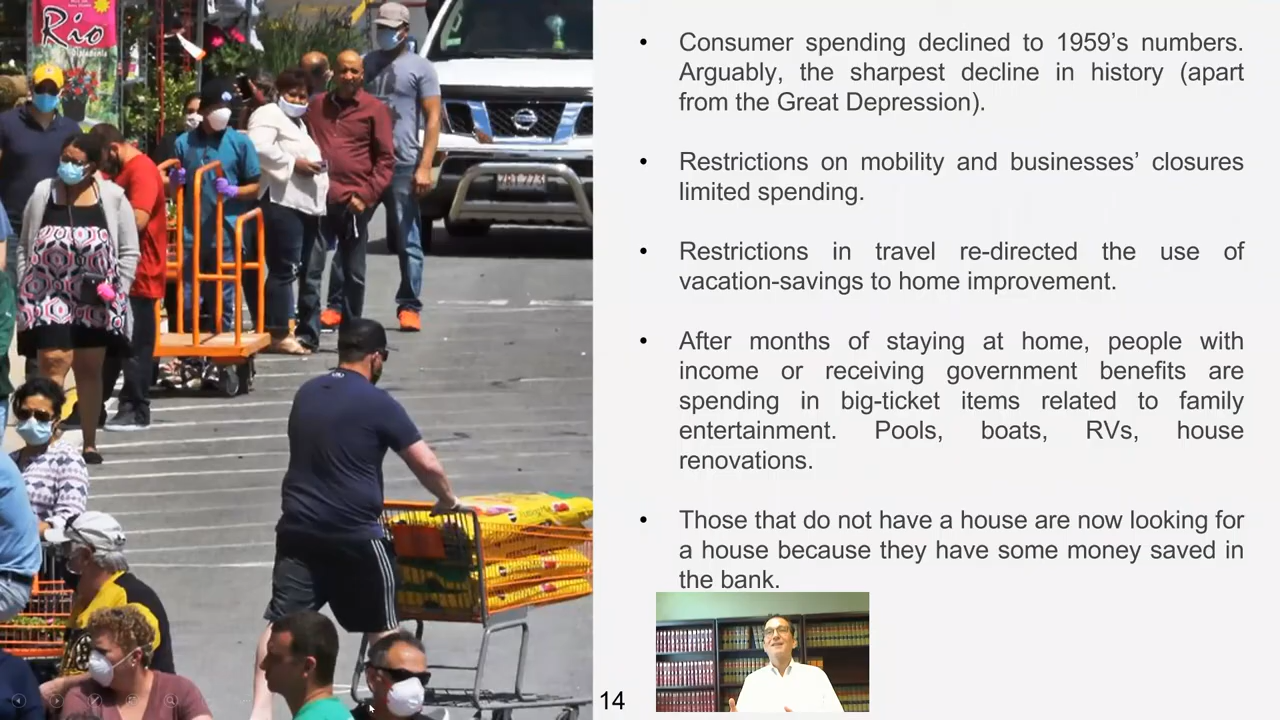 Rio
• Consumer spending declined to 1959’s numbers.
Arguably, the sharpest decline in history (apart
from the Great Depression).
• Restrictions on mobility and businesses’ closures
limited spending.
• Restrictions in travel re-directed the use of
vacation-savings to home improvement.
• After months of staying at home, people with
income or receiving government benefits are
spending in big-ticket items related to family
entertainment. Pools, boats, RVs, house
renovations.
• Those that do not have a house are now looking for
a house because they have some money saved in
the bank.
14